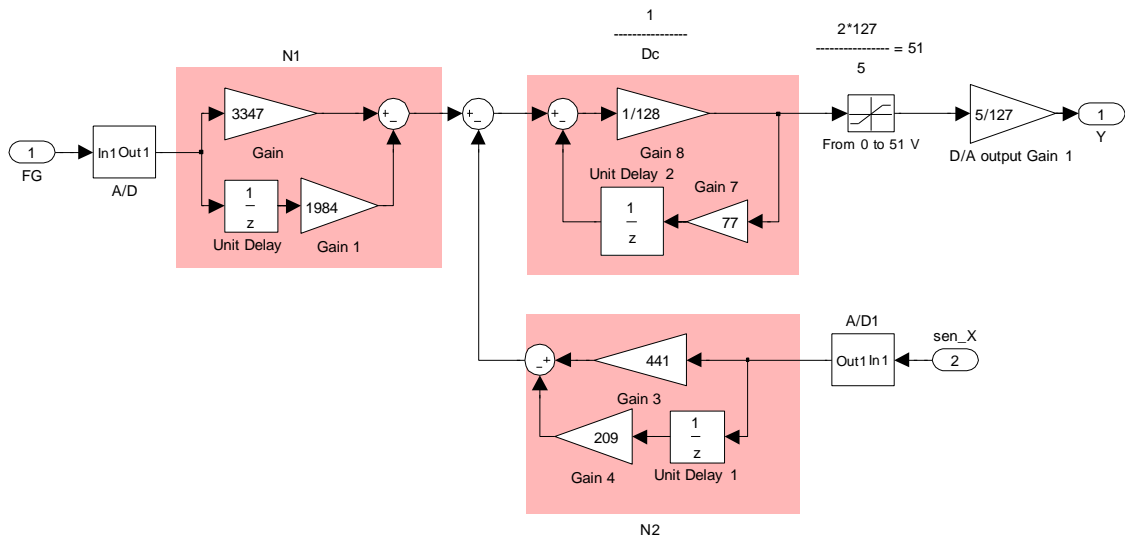 1
----------------
Dc
2*127
---------------- = 51
5
N1
3347
Gain
+
−
+
−
+
−
1/128
Gain 8
From 0 to 51 V
5/127
D/A output Gain 1
1
Y
1
FG
In1 Out1
A/D
1
z
Unit Delay
1984
Gain 1
Unit Delay 2
1
z
Gain 7
77
A/D1
Out1 In1
sen_X
2
+
−
441
Gain 3
209
Gain 4
1
z
Unit Delay 1
N2